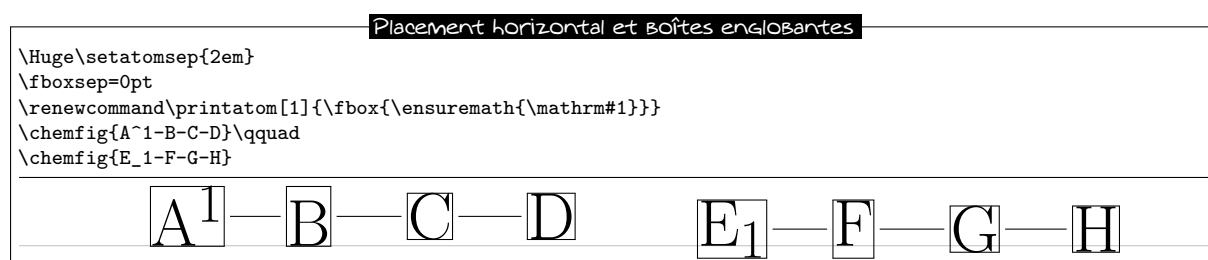 Placement horizontal et boîtes englobantes
\Huge\setatomsep{2em}
\fboxsep=0pt
\renewcommand\printatom[1]{\fbox{\ensuremath{\mathrm#1}}}
\chemfig{A^1-B-C-D}\qquad
\chemfig{E_1-F-G-H}
A¹ B C D E₁ F G H